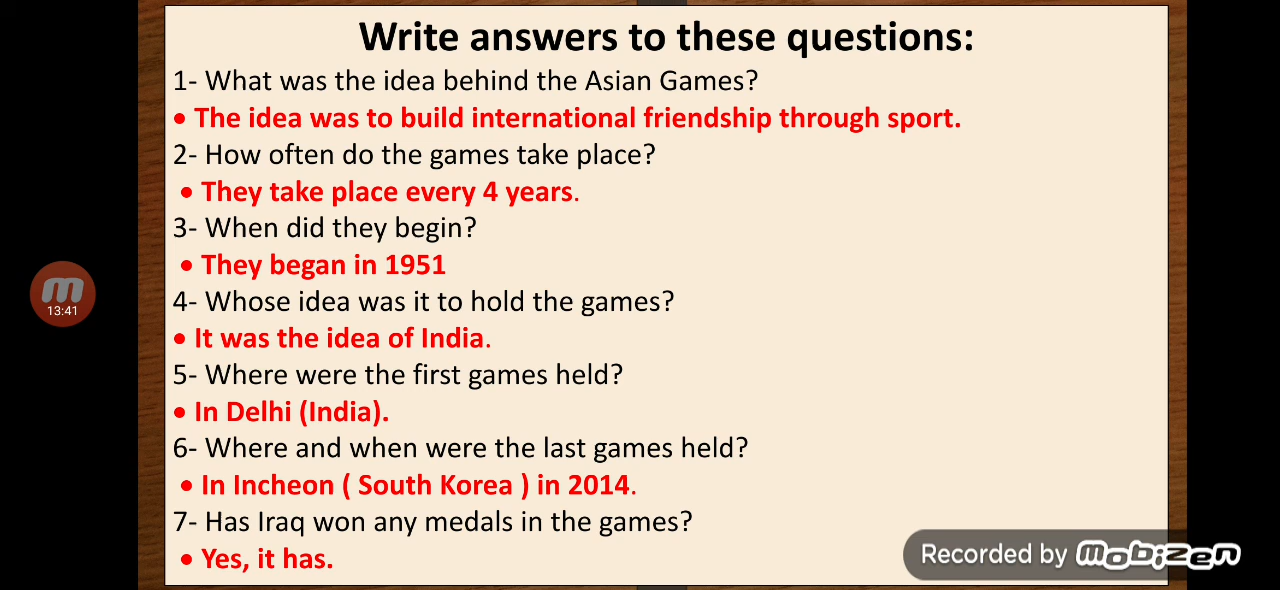 Write answers to these questions:
1- What was the idea behind the Asian Games?
• The idea was to build international friendship through sport.
2- How often do the games take place?
• They take place every 4 years.
3- When did they begin?
• They began in 1951
4- Whose idea was it to hold the games?
• It was the idea of India.
5- Where were the first games held?
• In Delhi (India).
6- Where and when were the last games held?
• In Incheon ( South Korea ) in 2014.
7- Has Iraq won any medals in the games?
• Yes, it has.
m
13:41
Recorded by mobizen